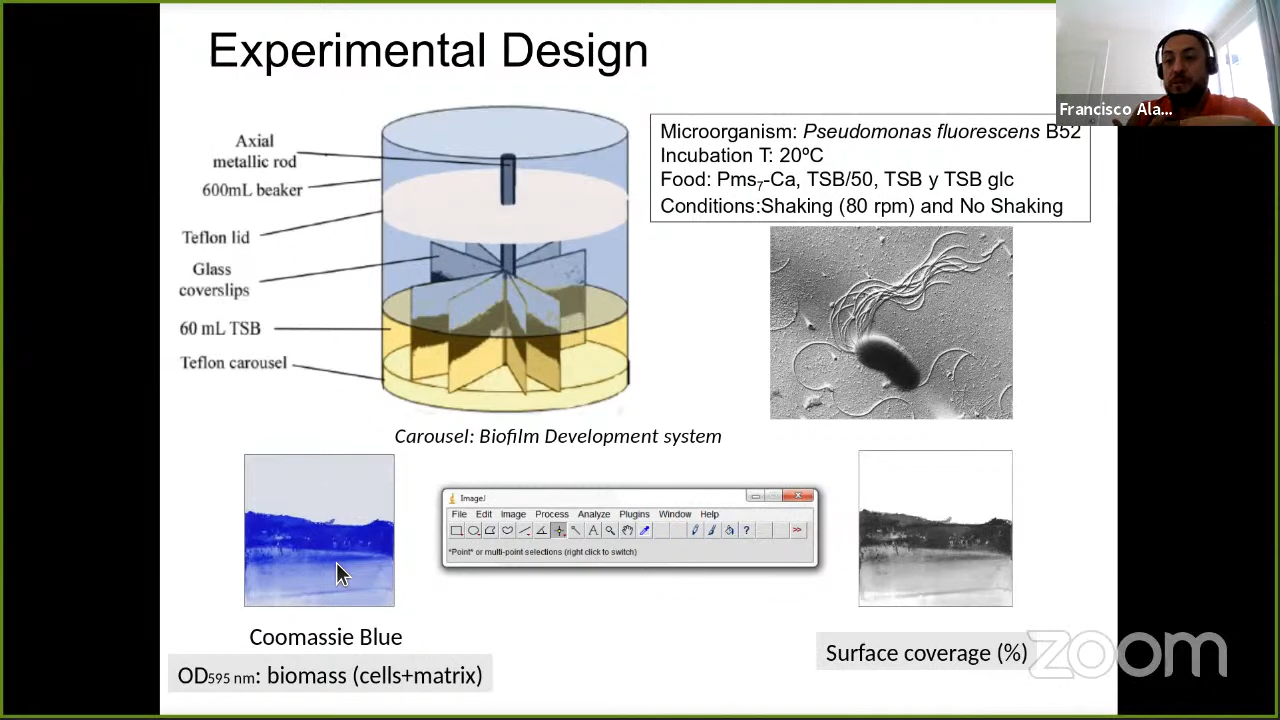 Experimental Design
Francisco Ala...
Axial
metallic rod
600mL beaker
Teflon lid
Glass
coverslips
60 mL TSB
Teflon carousel
Microorganism: Pseudomonas fluorescens B52
Incubation T: 20ºC
Food: Pms7-Ca, TSB/50, TSB y TSB glc
Conditions:Shaking (80 rpm) and No Shaking
Carousel: Biofilm Development system
ImageJ
File Edit Image Process Analyze Plugins Window Help
A ? >>
*Point* or multi-point selections (right click to switch)
Coomassie Blue
OD595 nm: biomass (cells+matrix)
Surface coverage (%)
zoom